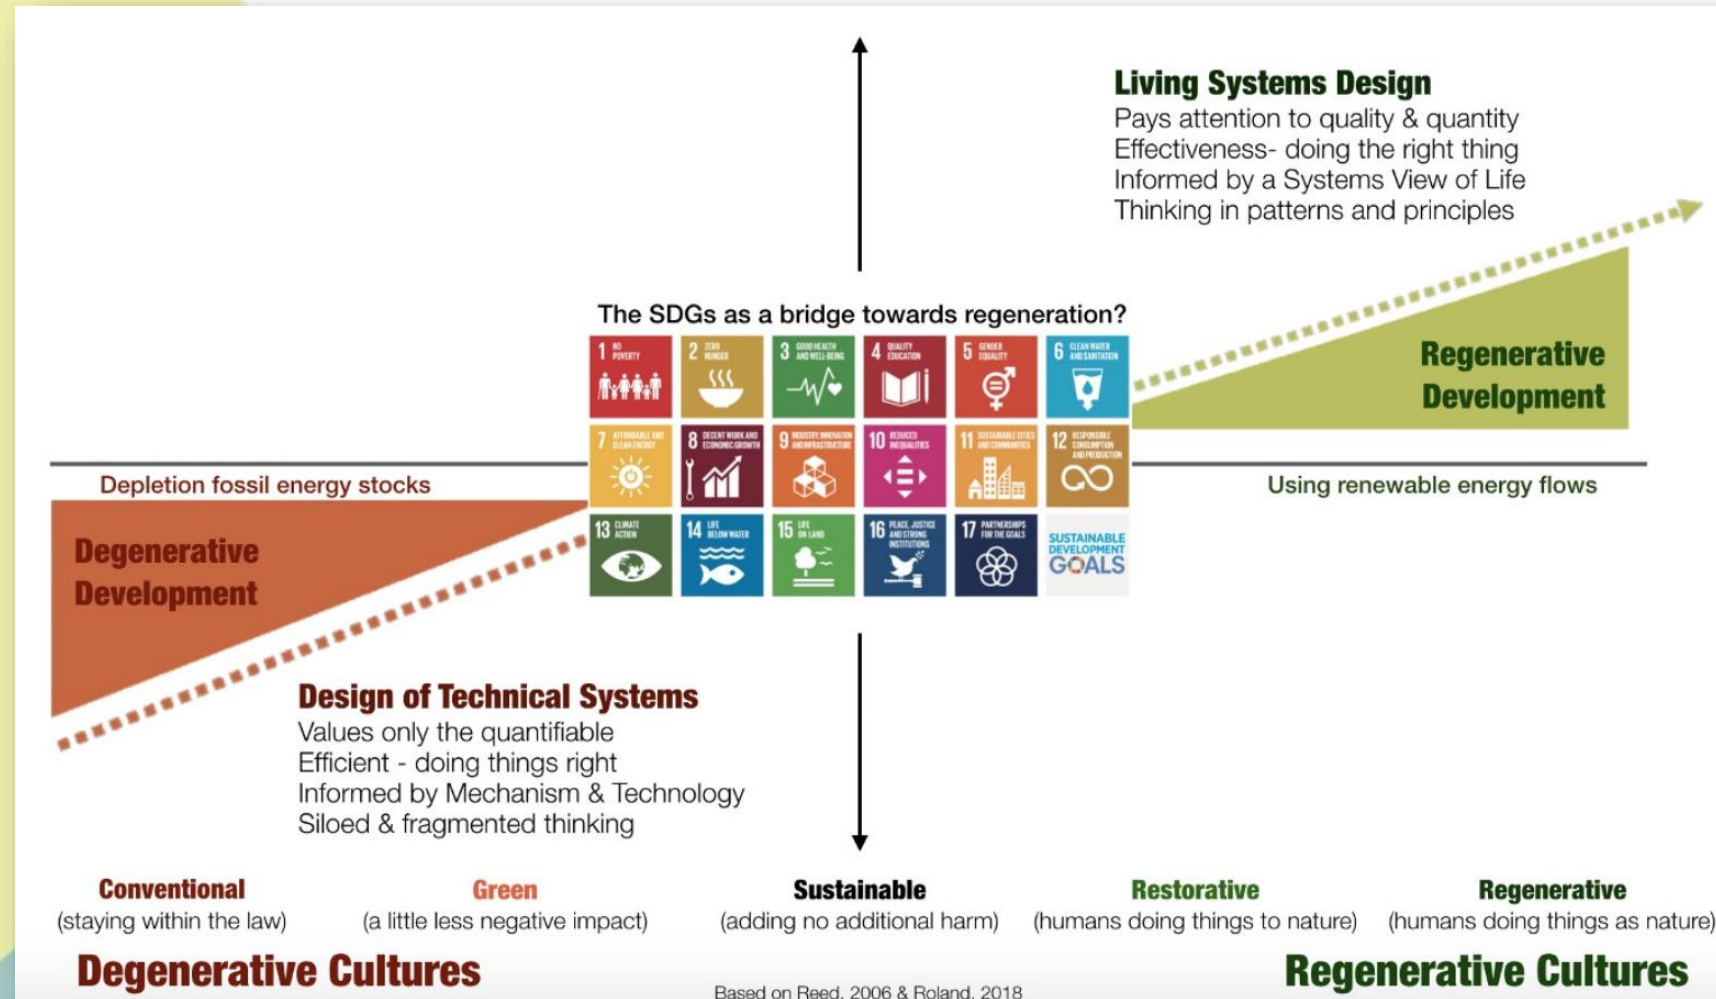 Living Systems Design
Pays attention to quality & quantity
Effectiveness- doing the right thing
Informed by a Systems View of Life
Thinking in patterns and principles
The SDGs as a bridge towards regeneration?
1 NO
POVERTY
2 ZERO
HUNGER
3 GOOD HEALTH
AND WELL-BEING
4 QUALITY
EDUCATION
5 GENDER
EQUALITY
6 CLEAN WATER
AND SANITATION
7 AFFORDABLE AND
CLEAN ENERGY
8 DECENT WORK AND
ECONOMIC GROWTH
9 INDUSTRY, INNOVATION
AND INFRASTRUCTURE
10 REDUCED
INEQUALITIES
11 SUSTAINABLE CITIES
AND COMMUNITIES
12 RESPONSIBLE
CONSUMPTION
AND PRODUCTION
13 CLIMATE
ACTION
14 LIFE
BELOW WATER
15 LIFE
ON LAND
16 PEACE, JUSTICE
AND STRONG
INSTITUTIONS
17 PARTNERSHIPS
FOR THE GOALS
SUSTAINABLE
DEVELOPMENT
GOALS
Regenerative
Development
Depletion fossil energy stocks
Using renewable energy flows
Degenerative
Development
Design of Technical Systems
Values only the quantifiable
Efficient - doing things right
Informed by Mechanism & Technology
Siloed & fragmented thinking
Conventional
(staying within the law)
Green
(a little less negative impact)
Sustainable
(adding no additional harm)
Restorative
(humans doing things to nature)
Regenerative
(humans doing things as nature)
Degenerative Cultures
Regenerative Cultures
Based on Reed, 2006 & Roland, 2018